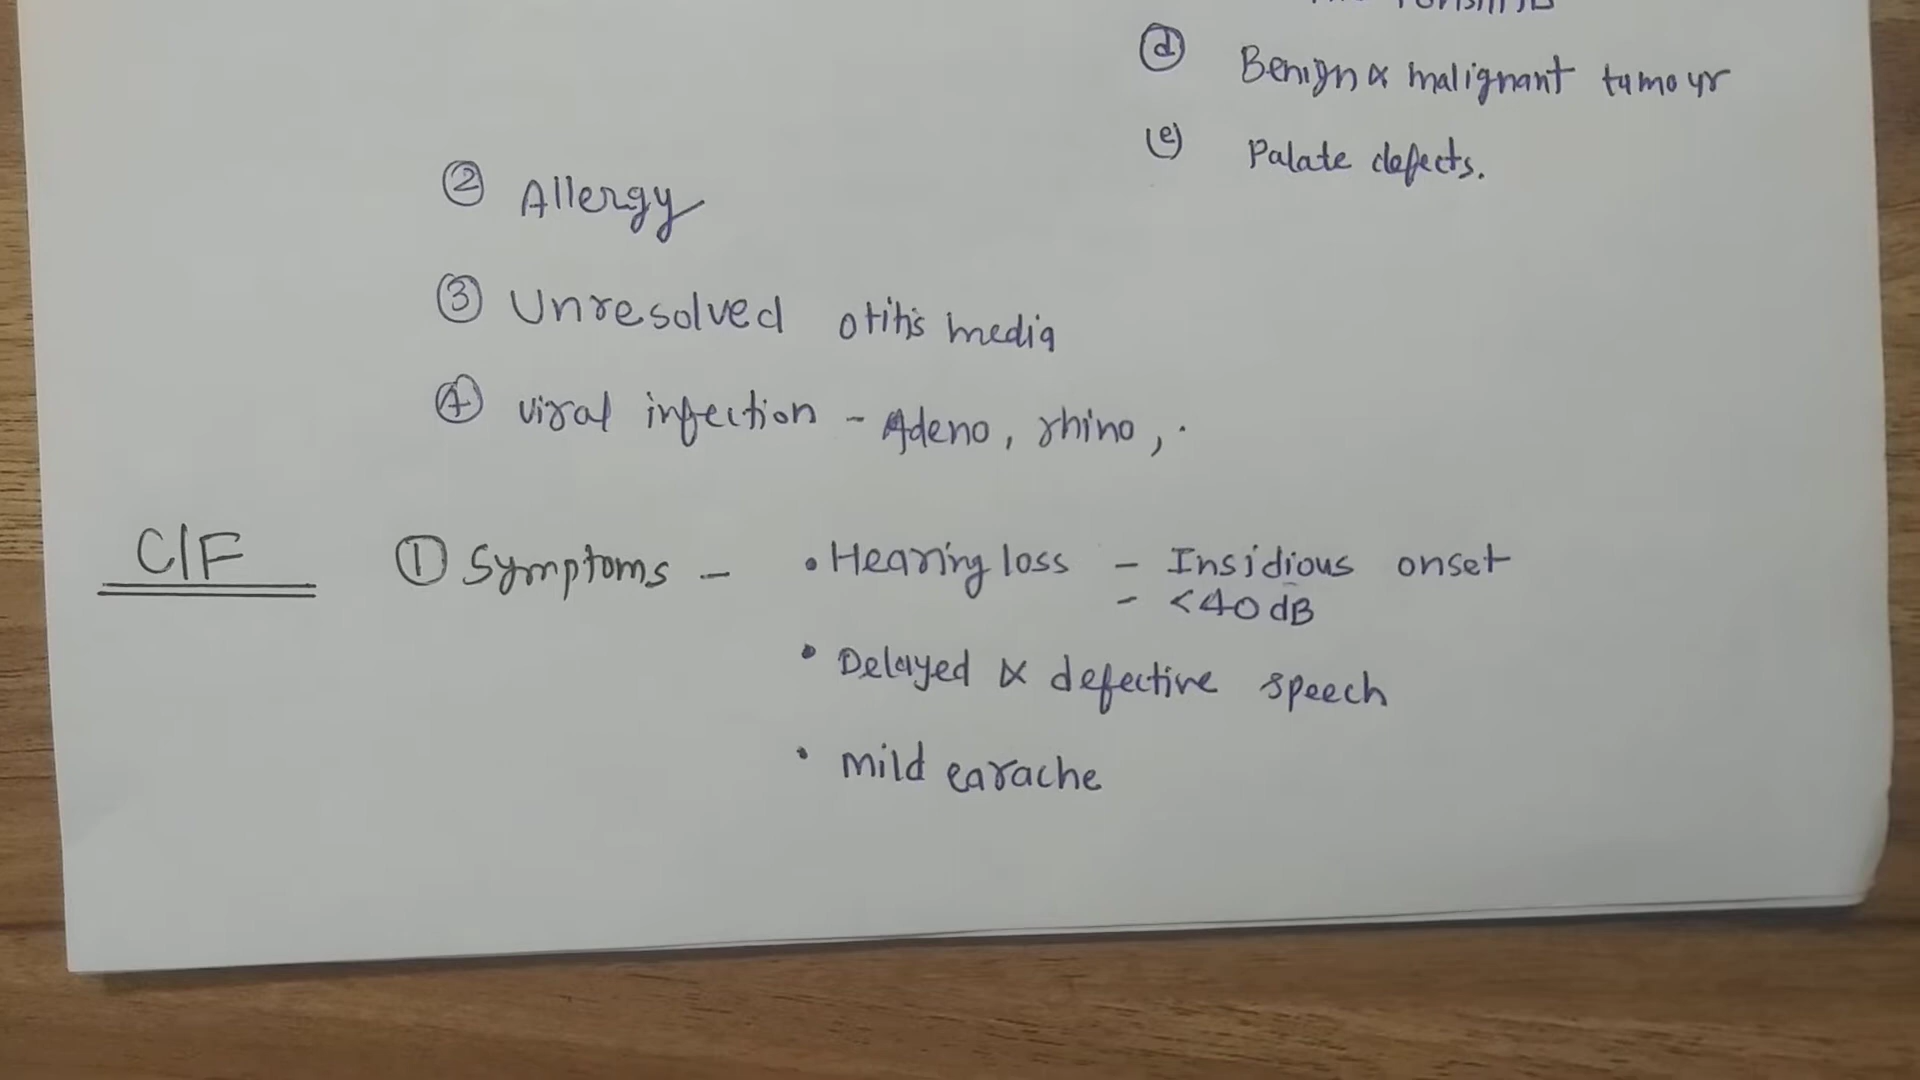 ⓓ Benign & malignant tumour
(e) Palate defects.
② Allergy
③ Unresolved otitis media
④ viral infection - Adeno, rhino, .
C/F ① Symptoms - • Hearing loss - Insidious onset
- <40 dB
• Delayed & defective speech
• mild earache